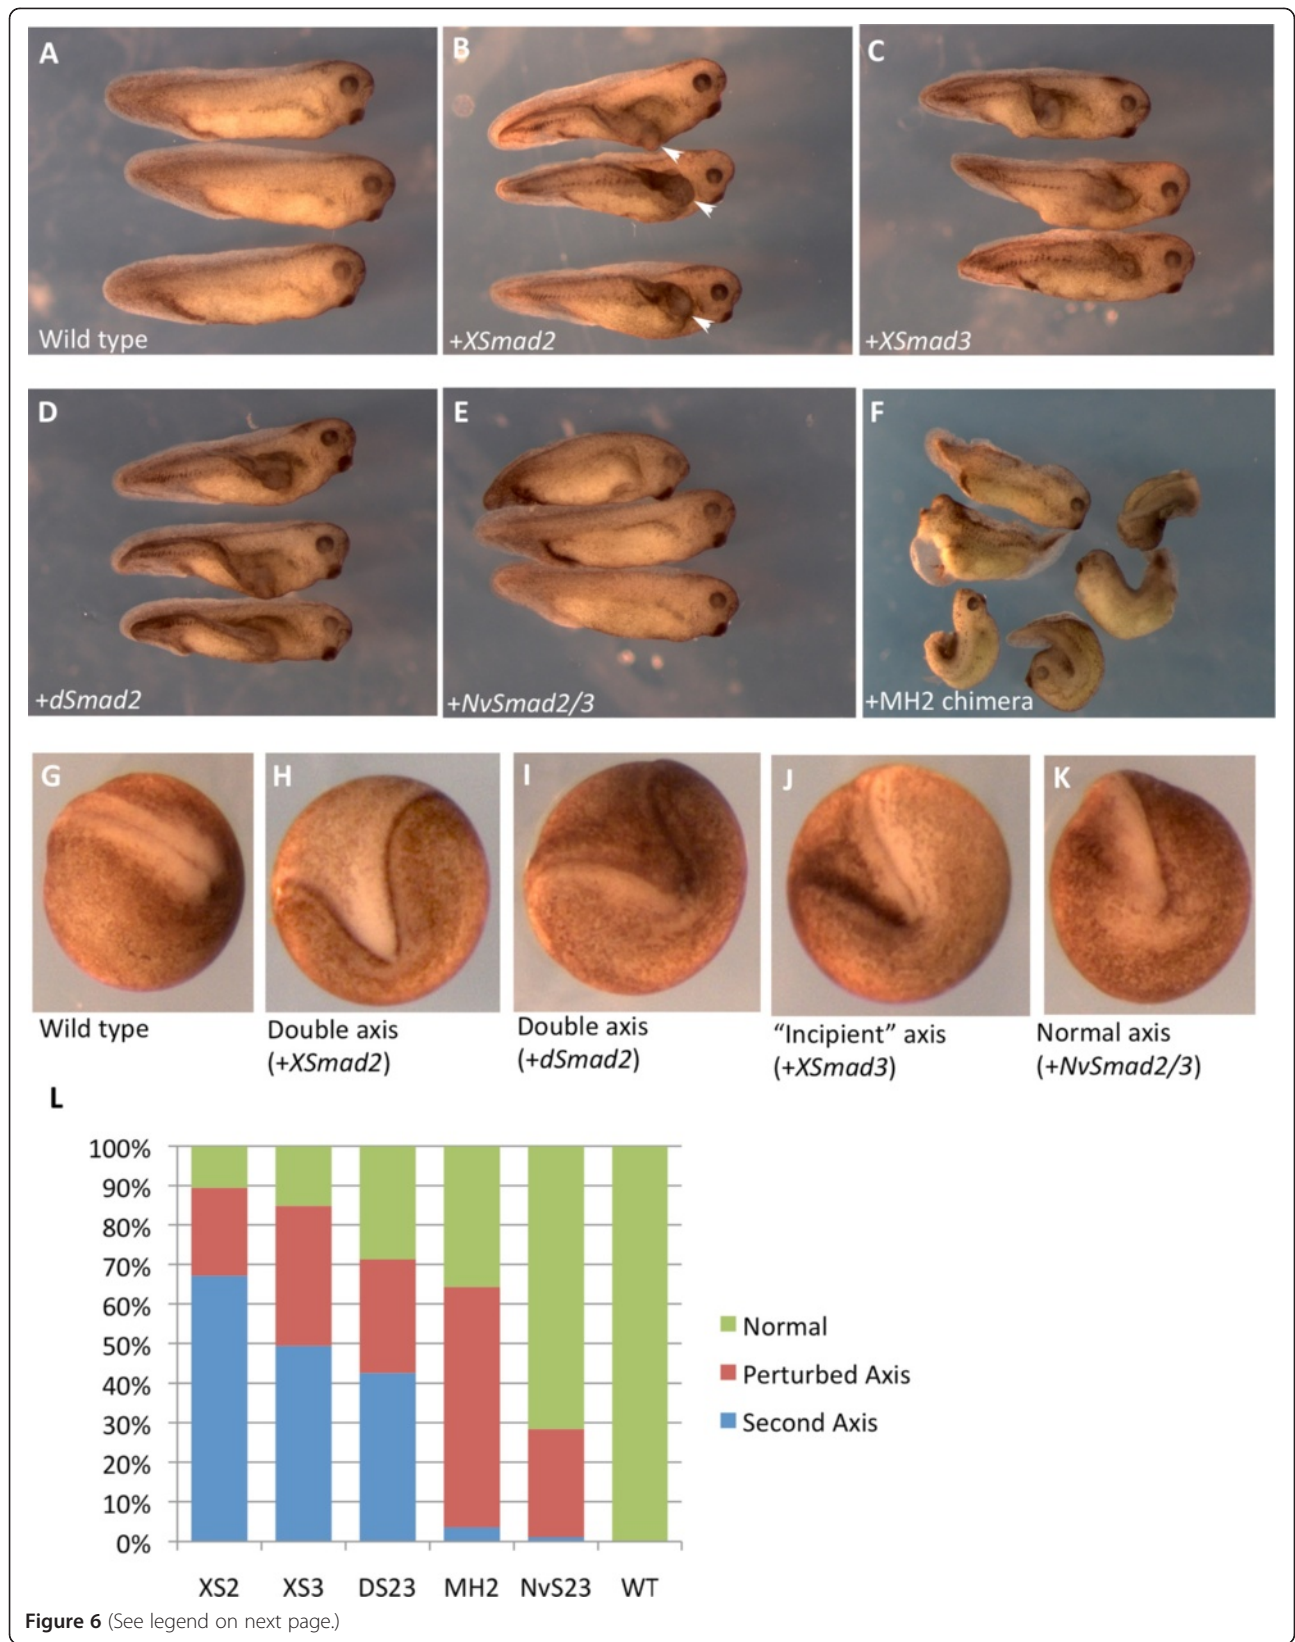 A
B
C
Wild type
+XSmad2
+XSmad3
D
E
F
+dSmad2
+NvSmad2/3
+MH2 chimera
G
H
I
J
K
Wild type
Double axis
(+XSmad2)
Double axis
(+dSmad2)
“Incipient” axis
(+XSmad3)
Normal axis
(+NvSmad2/3)
L
100%
90%
80%
70%
60%
50%
40%
30%
20%
10%
0%
Normal
Perturbed Axis
Second Axis
XS2 XS3 DS23 MH2 NvS23 WT
Figure 6 (See legend on next page.)